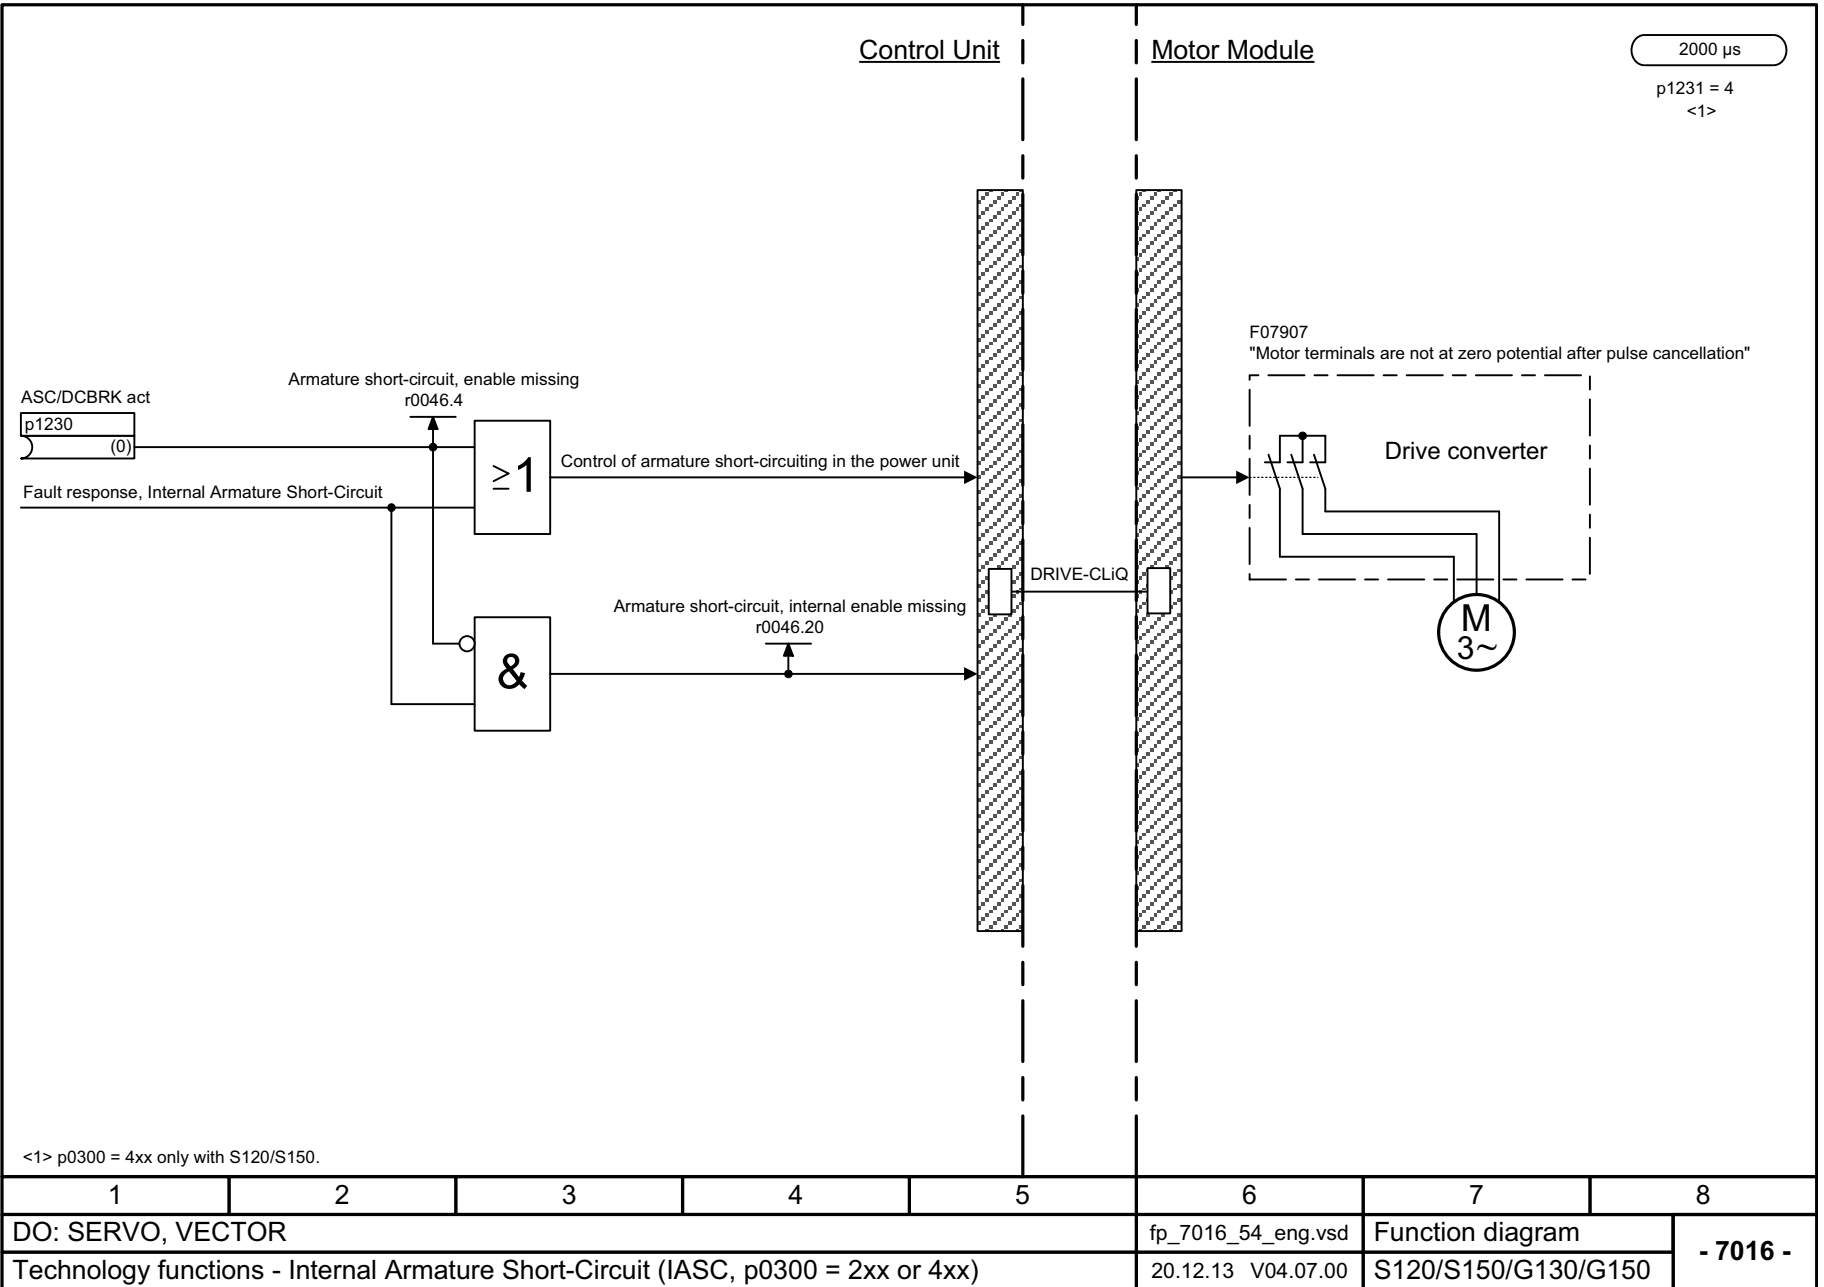 Control Unit
Motor Module
2000 µs
p1231 = 4
<1>
F07907
"Motor terminals are not at zero potential after pulse cancellation"
Armature short-circuit, enable missing
r0046.4
ASC/DCBRK act
p1230
(0)
Drive converter
≥1
Control of armature short-circuiting in the power unit
Fault response, Internal Armature Short-Circuit
DRIVE-CLiQ
Armature short-circuit, internal enable missing
r0046.20
M
3~
&
<1> p0300 = 4xx only with S120/S150.
1 2 3 4 5 6 7 8
DO: SERVO, VECTOR
fp_7016_54_eng.vsd
Function diagram
- 7016 -
Technology functions - Internal Armature Short-Circuit (IASC, p0300 = 2xx or 4xx)
20.12.13 V04.07.00
S120/S150/G130/G150